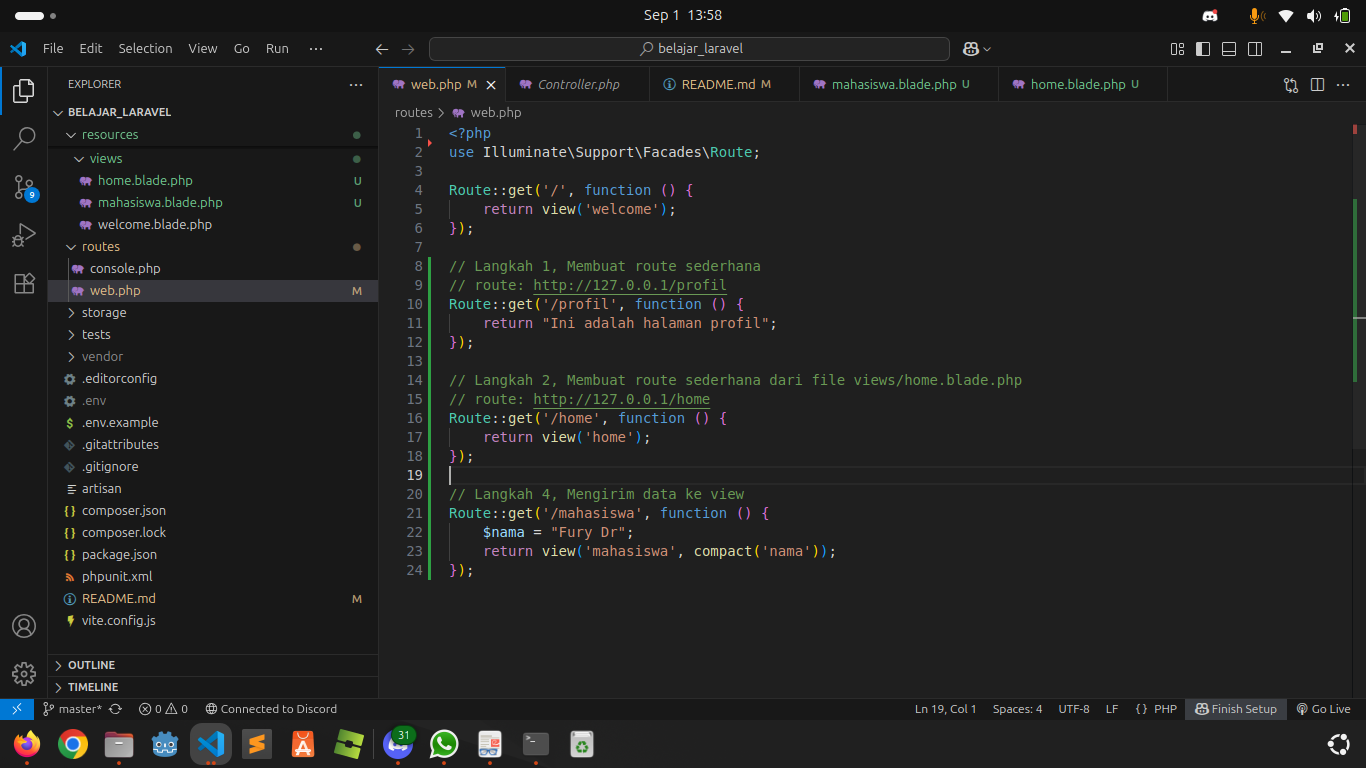 Sep 1 13:58
File Edit Selection View Go Run ···
belajar_laravel
EXPLORER
BELAJAR_LARAVEL
resources
views
home.blade.php U
mahasiswa.blade.php U
welcome.blade.php
routes
console.php
web.php M
storage
tests
vendor
.editorconfig
.env
$ .env.example
.gitattributes
.gitignore
artisan
{} composer.json
{} composer.lock
{} package.json
phpunit.xml
README.md M
vite.config.js
OUTLINE
TIMELINE
9
web.php M
Controller.php
README.md M
mahasiswa.blade.php U
home.blade.php U
routes > web.php
1 <?php
2 use Illuminate\Support\Facades\Route;
3
4 Route::get('/', function () {
5 return view('welcome');
6 });
7
8 // Langkah 1, Membuat route sederhana
9 // route: http://127.0.0.1/profil
10 Route::get('/profil', function () {
11 return "Ini adalah halaman profil";
12 });
13
14 // Langkah 2, Membuat route sederhana dari file views/home.blade.php
15 // route: http://127.0.0.1/home
16 Route::get('/home', function () {
17 return view('home');
18 });
19
20 // Langkah 4, Mengirim data ke view
21 Route::get('/mahasiswa', function () {
22 $nama = "Fury Dr";
23 return view('mahasiswa', compact('nama'));
24 });
master* 0 0 Connected to Discord
Ln 19, Col 1 Spaces: 4 UTF-8 LF {} PHP Finish Setup Go Live
31